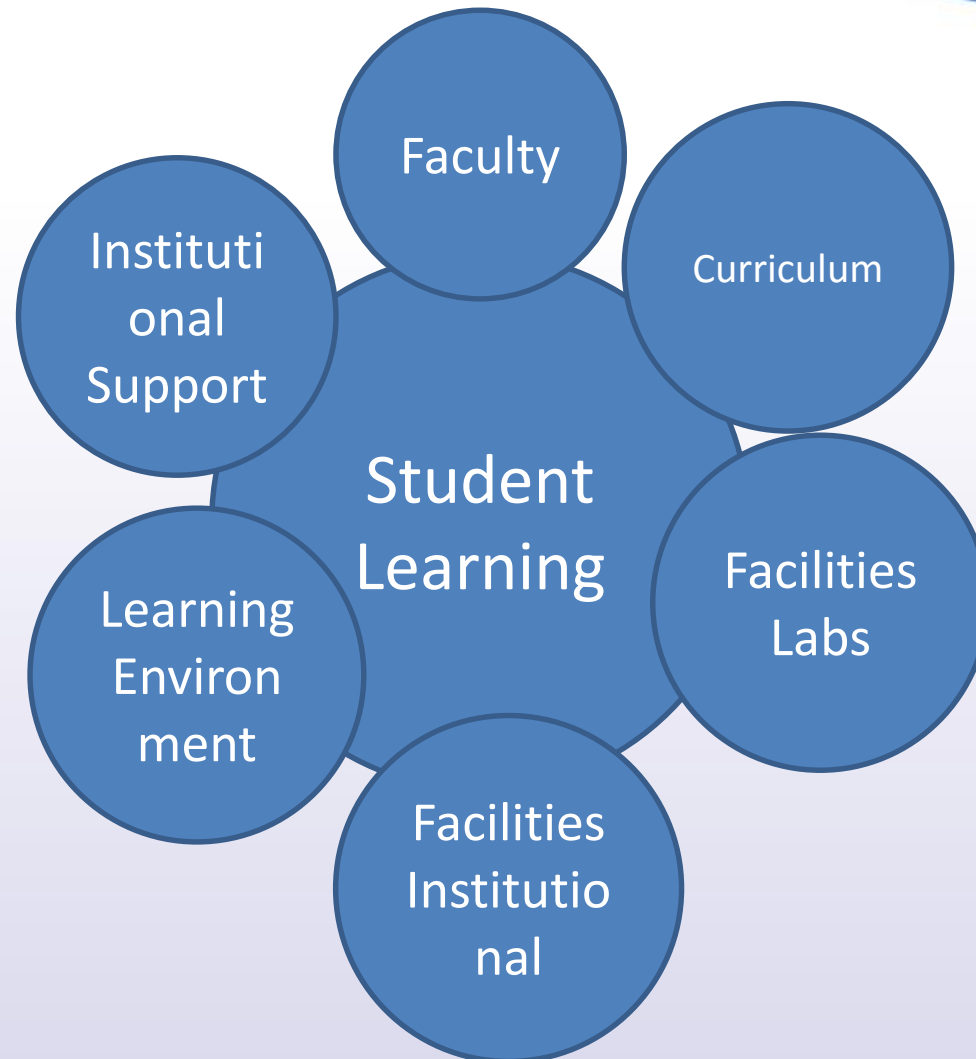 Faculty
Curriculum
Instituti
onal
Support
Student
Learning
Facilities
Labs
Learning
Environ
ment
Facilities
Institutio
nal